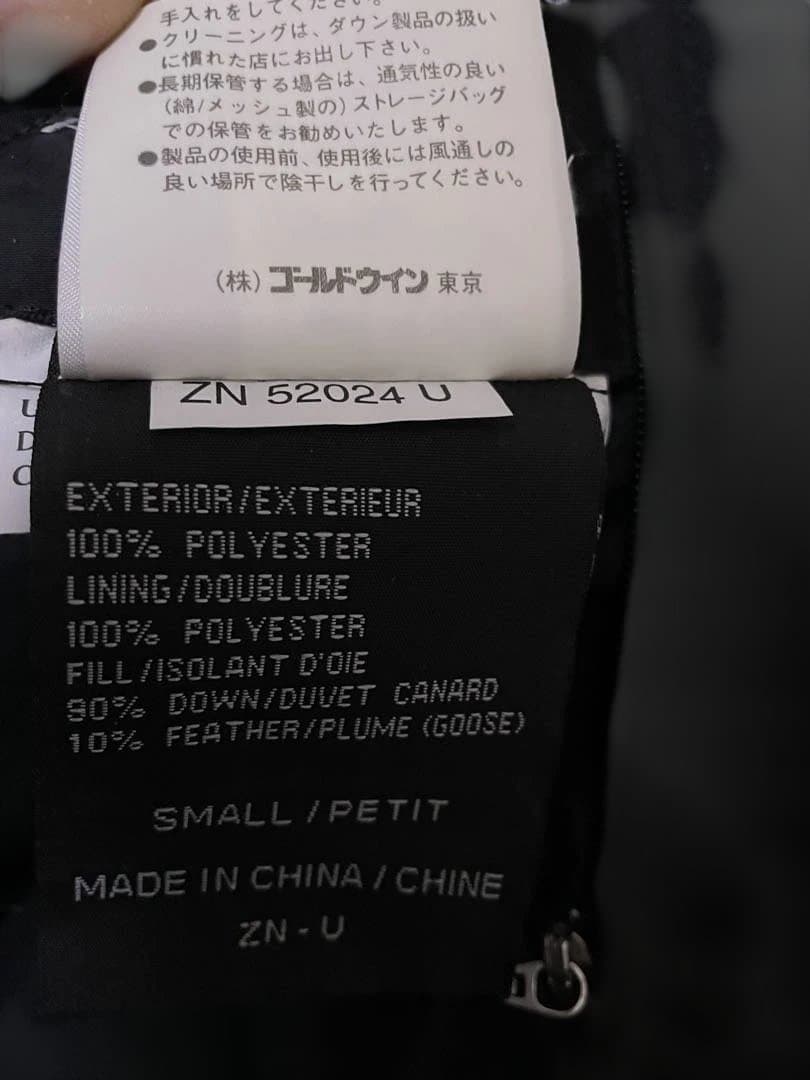 手入れをしてください。
●クリーニングは、ダウン製品の扱い
に慣れた店にお出し下さい。
●長期保管する場合は、通気性の良い
(綿/メッシュ製の)ストレージバッグ
での保管をお勧めいたします。
●製品の使用前、使用後には風通しの
良い場所で陰干しを行ってください。
(株)ゴールドウイン 東京
ZN 52024 U
EXTERIOR/EXTERIEUR
100% POLYESTER
LINING/DOUBLURE
100% POLYESTER
FILL/ISOLANT D'OIE
90% DOWN/DUVET CANARD
10% FEATHER/PLUME (GOOSE)
SMALL/PETIT
MADE IN CHINA/CHINE
ZN-U